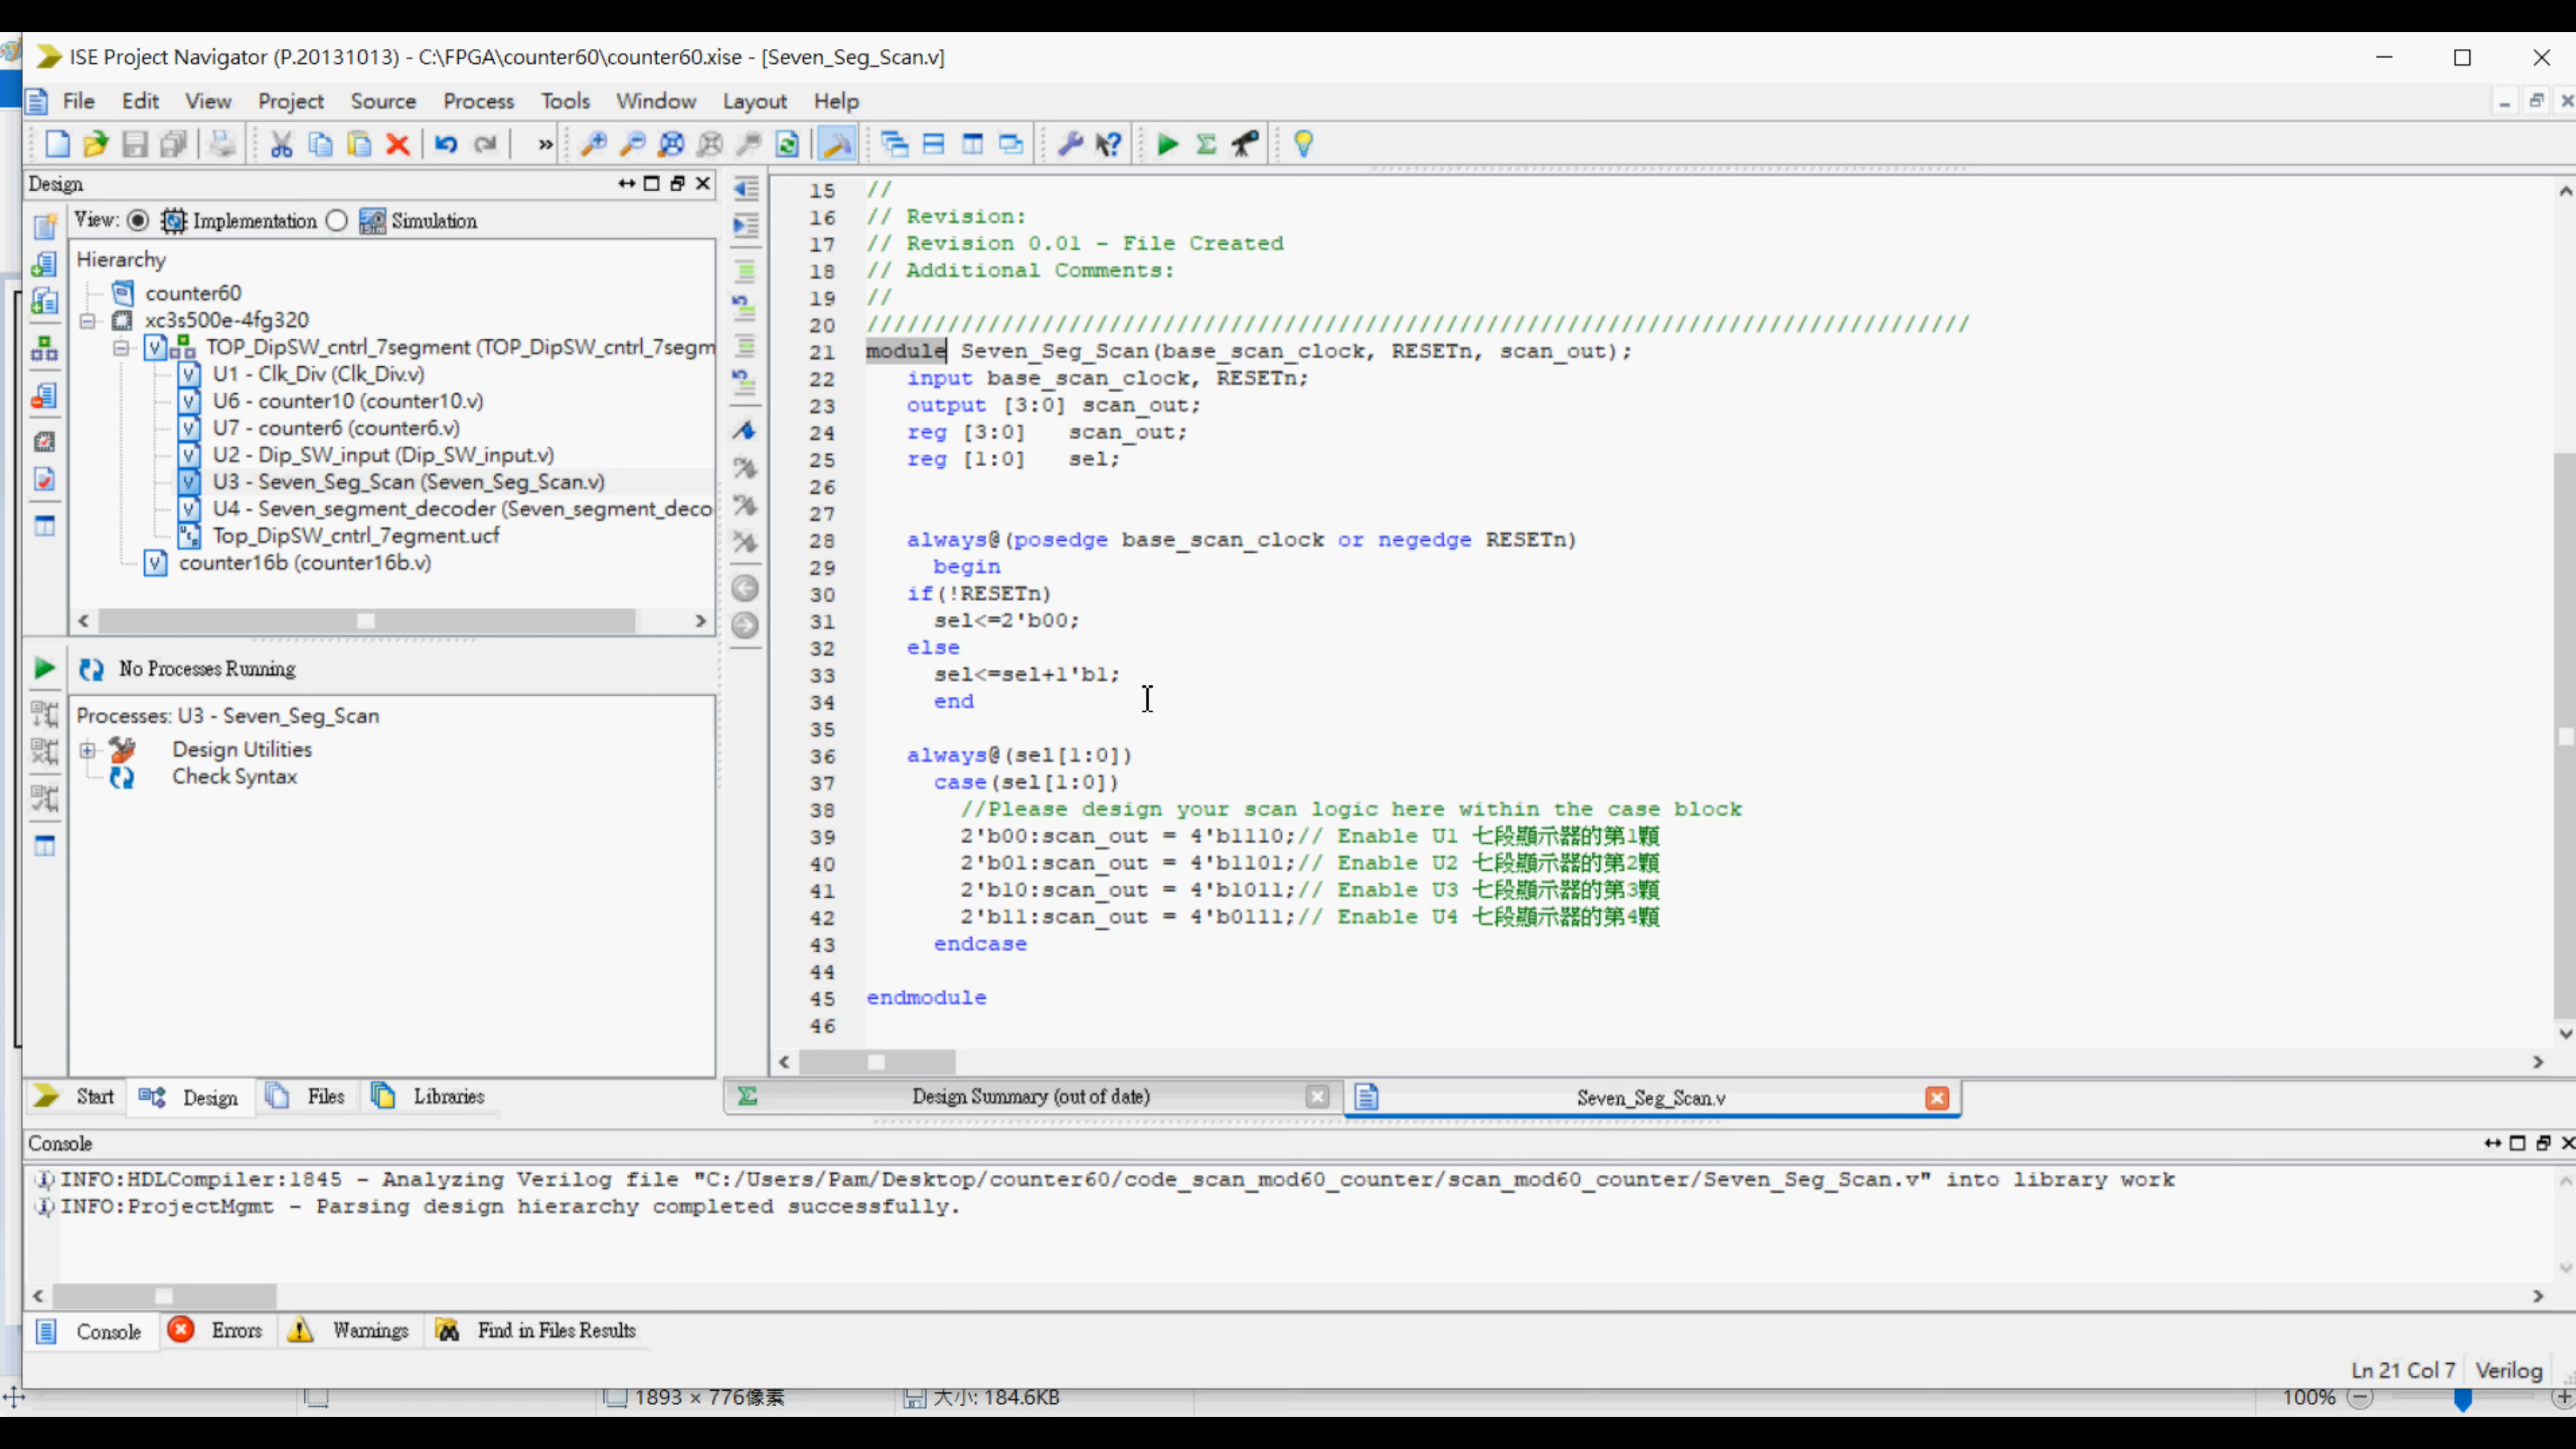 ISE Project Navigator (P.20131013) - C:\FPGA\counter60\counter60.xise - [Seven_Seg_Scan.v]
File Edit View Project Source Process Tools Window Layout Help
Design
View: Implementation Simulation
Hierarchy
counter60
xc3s500e-4fg320
TOP_DipSW_cntrl_7segment (TOP_DipSW_cntrl_7segm
U1 - Clk_Div (Clk_Div.v)
U6 - counter10 (counter10.v)
U7 - counter6 (counter6.v)
U2 - Dip_SW_input (Dip_SW_input.v)
U3 - Seven_Seg_Scan (Seven_Seg_Scan.v)
U4 - Seven_segment_decoder (Seven_segment_deco
Top_DipSW_cntrl_7egment.ucf
counter16b (counter16b.v)
No Processes Running
Processes: U3 - Seven_Seg_Scan
Design Utilities
Check Syntax
Start Design Files Libraries
15 //
16 // Revision:
17 // Revision 0.01 - File Created
18 // Additional Comments:
19 //
20 //////////////////////////////////////////////////////////////////////////////////
21 module Seven_Seg_Scan(base_scan_clock, RESETn, scan_out);
22 input base_scan_clock, RESETn;
23 output [3:0] scan_out;
24 reg [3:0] scan_out;
25 reg [1:0] sel;
26
27
28 always@(posedge base_scan_clock or negedge RESETn)
29 begin
30 if(!RESETn)
31 sel<=2'b00;
32 else
33 sel<=sel+1'b1;
34 end
35
36 always@(sel[1:0])
37 case(sel[1:0])
38 //Please design your scan logic here within the case block
39 2'b00:scan_out = 4'b1110;// Enable U1 七段顯示器的第1顆
40 2'b01:scan_out = 4'b1101;// Enable U2 七段顯示器的第2顆
41 2'b10:scan_out = 4'b1011;// Enable U3 七段顯示器的第3顆
42 2'b11:scan_out = 4'b0111;// Enable U4 七段顯示器的第4顆
43 endcase
44
45 endmodule
46
Design Summary (out of date) Seven_Seg_Scan.v
Console
INFO:HDLCompiler:1845 - Analyzing Verilog file "C:/Users/Pam/Desktop/counter60/code_scan_mod60_counter/scan_mod60_counter/Seven_Seg_Scan.v" into library work
INFO:ProjectMgmt - Parsing design hierarchy completed successfully.
Console Errors Warnings Find in Files Results
Ln 21 Col 7 Verilog
1893 × 776像素 大小: 184.6KB 100%